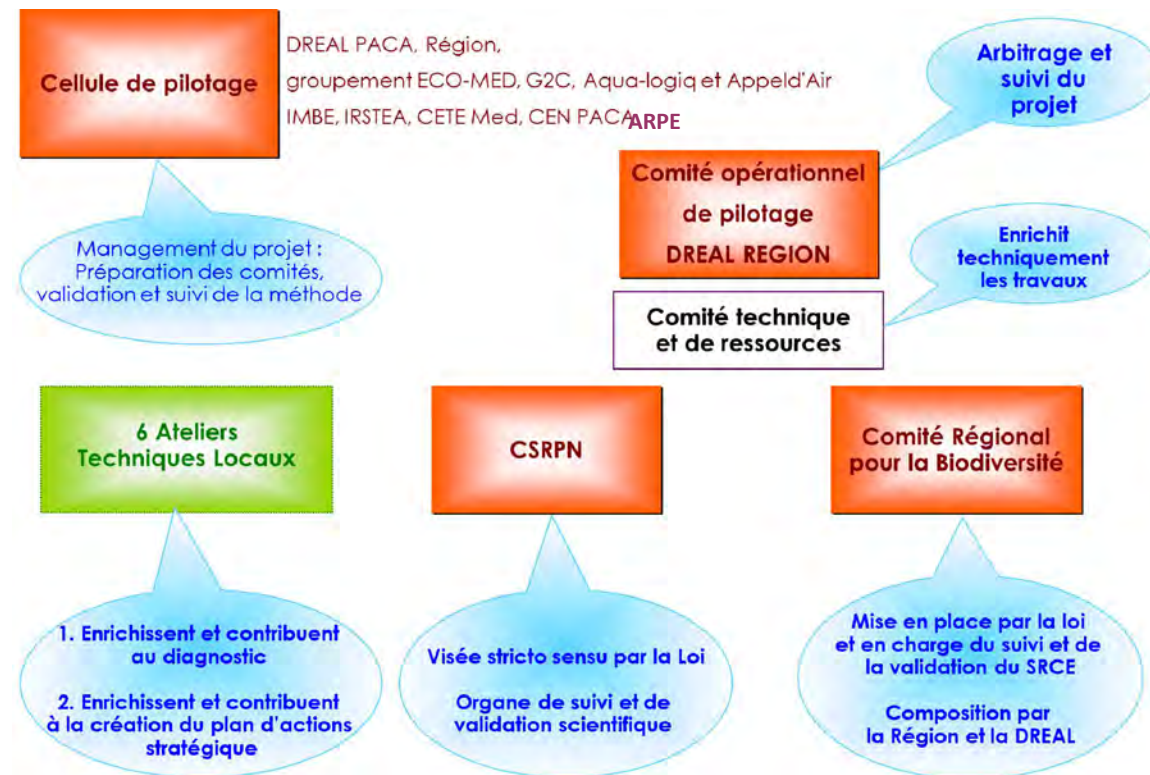 Cellule de pilotage
DREAL PACA, Région,
groupement ECO-MED, G2C, Aqua-logiq et Appeld'Air
IMBE, IRSTEA, CETE Med, CEN PACA ARPE
Arbitrage et
suivi du
projet
Comité opérationnel
de pilotage
DREAL REGION
Management du projet :
Préparation des comités,
validation et suivi de la méthode
Enrichit
techniquement
les travaux
Comité technique
et de ressources
6 Ateliers
Techniques Locaux
CSRPN
Comité Régional
pour la Biodiversité
1. Enrichissent et contribuent
au diagnostic
2. Enrichissent et contribuent
à la création du plan d'actions
stratégique
Visée stricto sensu par la Loi
Organe de suivi et de
validation scientifique
Mise en place par la loi
et en charge du suivi et de
la validation du SRCE
Composition par
la Région et la DREAL